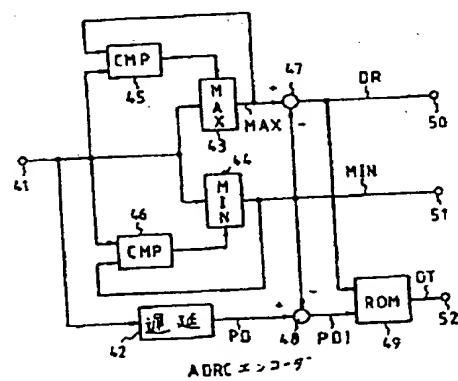 CMP
45
MAX
43
MAX
47
DR
50
41
44
MIN
MIN
51
46
CMP
遅延
42
PD
48
PDI
ROM
49
DT
52
ADRCエンコーダ